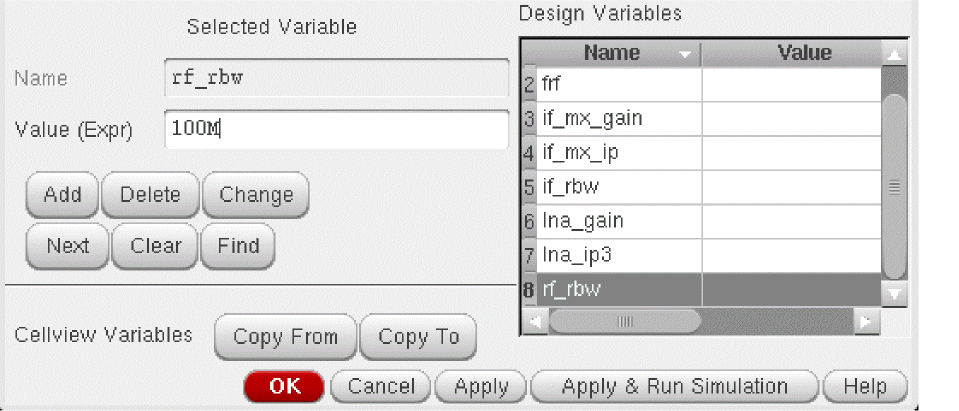 Selected Variable
Name rf_rbw
Value (Expr) 100M
Add Delete Change
Next Clear Find
Cellview Variables Copy From Copy To
Design Variables
Name Value
2 frf
3 if_mx_gain
4 if_mx_ip
5 if_rbw
6 lna_gain
7 lna_ip3
8 rf_rbw
OK Cancel Apply Apply & Run Simulation Help